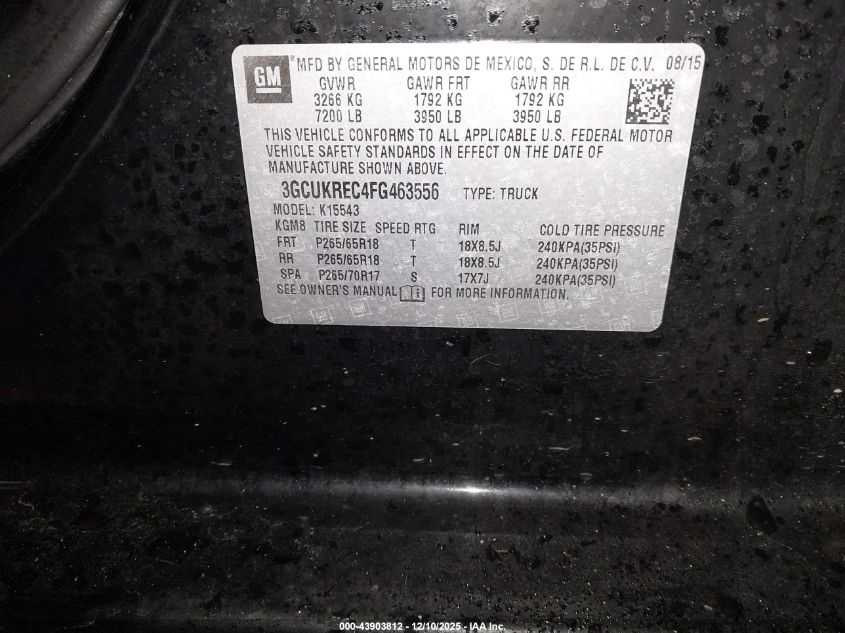 GM ® MFD BY GENERAL MOTORS DE MEXICO, S. DE R.L. DE C.V. 08/15
GVWR GAWR FRT GAWR RR
3266 KG 1792 KG 1792 KG
7200 LB 3950 LB 3950 LB
THIS VEHICLE CONFORMS TO ALL APPLICABLE U.S. FEDERAL MOTOR
VEHICLE SAFETY STANDARDS IN EFFECT ON THE DATE OF
MANUFACTURE SHOWN ABOVE.
3GCUKREC4FG463556 TYPE: TRUCK
MODEL: K15543
KGM8 TIRE SIZE SPEED RTG RIM COLD TIRE PRESSURE
FRT P265/65R18 T 18X8.5J 240KPA(35PSI)
RR P265/65R18 T 18X8.5J 240KPA(35PSI)
SPA P265/70R17 S 17X7J 240KPA(35PSI)
SEE OWNER'S MANUAL FOR MORE INFORMATION.
000-43903812 - 12/10/2025 - IAA Inc.